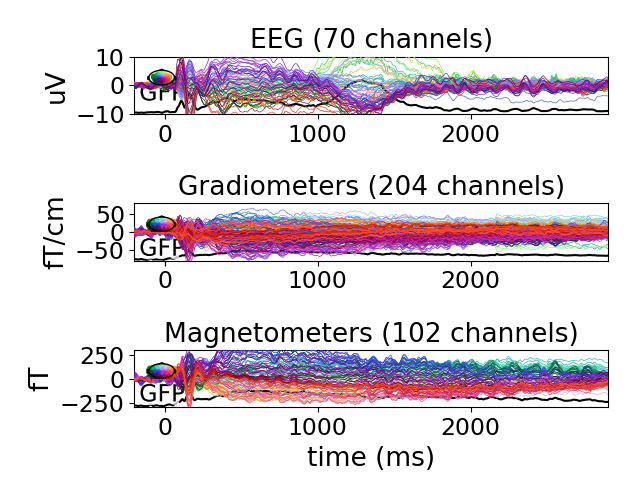 EEG (70 channels)
10
0
−10
uV
GFP
0 1000 2000
Gradiometers (204 channels)
50
0
−50
fT/cm
GFP
0 1000 2000
Magnetometers (102 channels)
250
0
−250
fT
GFP
0 1000 2000
time (ms)